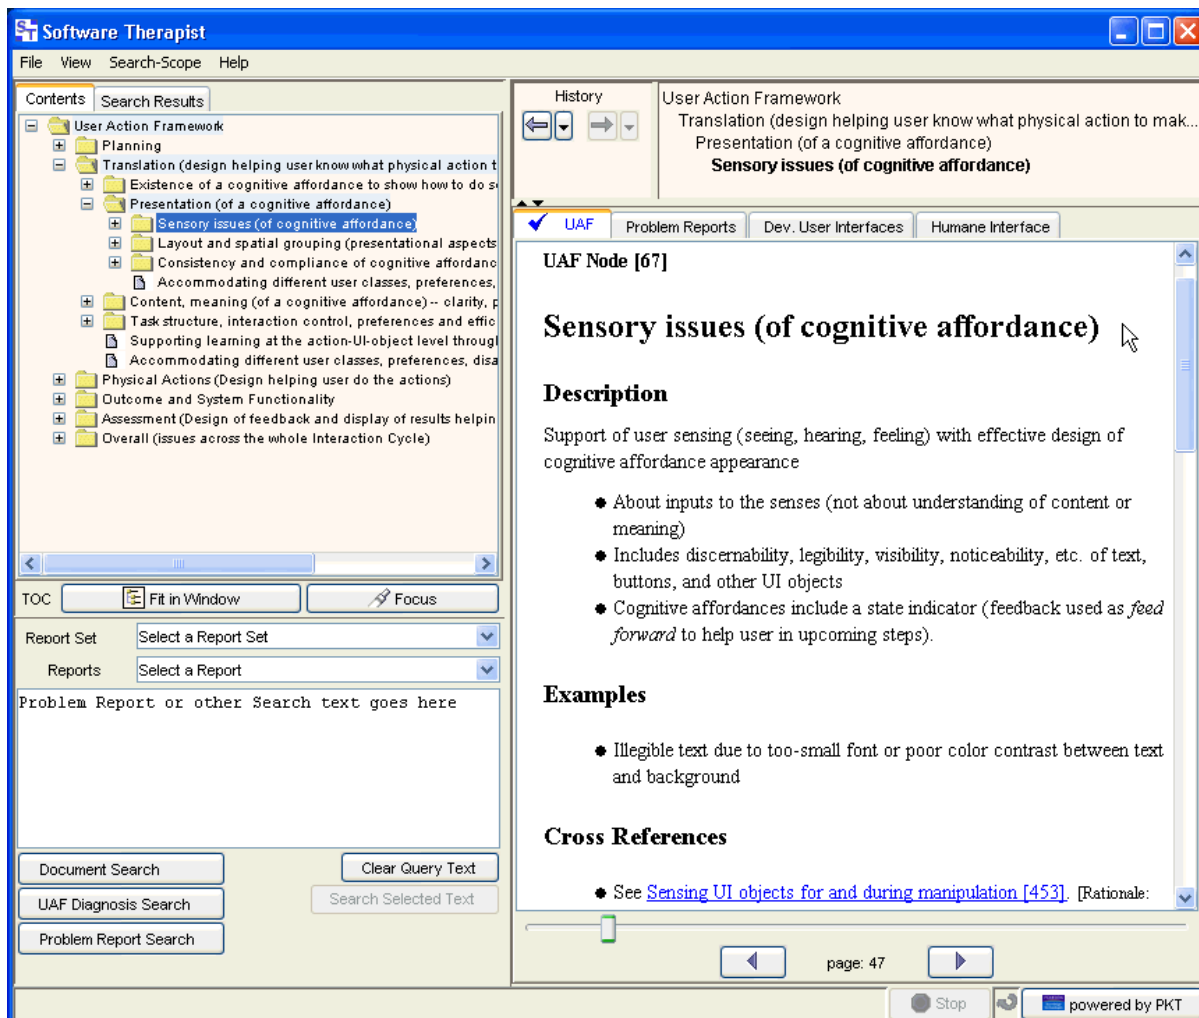 Software Therapist
File View Search-Scope Help
Contents Search Results
User Action Framework
Planning
Translation (design helping user know what physical action t
Existence of a cognitive affordance to show how to do s
Presentation (of a cognitive affordance)
Sensory issues (of cognitive affordance)
Layout and spatial grouping (presentational aspects
Consistency and compliance of cognitive affordanc
Accommodating different user classes, preferences,
Content, meaning (of a cognitive affordance) -- clarity, p
Task structure, interaction control, preferences and effic
Supporting learning at the action-UI-object level throug
Accommodating different user classes, preferences, disa
Physical Actions (Design helping user do the actions)
Outcome and System Functionality
Assessment (Design of feedback and display of results helpin
Overall (issues across the whole Interaction Cycle)
TOC Fit in Window Focus
Report Set Select a Report Set
Reports Select a Report
Problem Report or other Search text goes here
Document Search Clear Query Text
UAF Diagnosis Search Search Selected Text
Problem Report Search
History
User Action Framework
Translation (design helping user know what physical action to mak...
Presentation (of a cognitive affordance)
Sensory issues (of cognitive affordance)
UAF Problem Reports Dev. User Interfaces Humane Interface
UAF Node [67]
Sensory issues (of cognitive affordance)
Description
Support of user sensing (seeing, hearing, feeling) with effective design of
cognitive affordance appearance
● About inputs to the senses (not about understanding of content or
meaning)
● Includes discernability, legibility, visibility, noticeability, etc. of text,
buttons, and other UI objects
● Cognitive affordances include a state indicator (feedback used as feed
forward to help user in upcoming steps).
Examples
● Illegible text due to too-small font or poor color contrast between text
and background
Cross References
● See Sensing UI objects for and during manipulation [453]. [Rationale:
page: 47
Stop powered by PKT